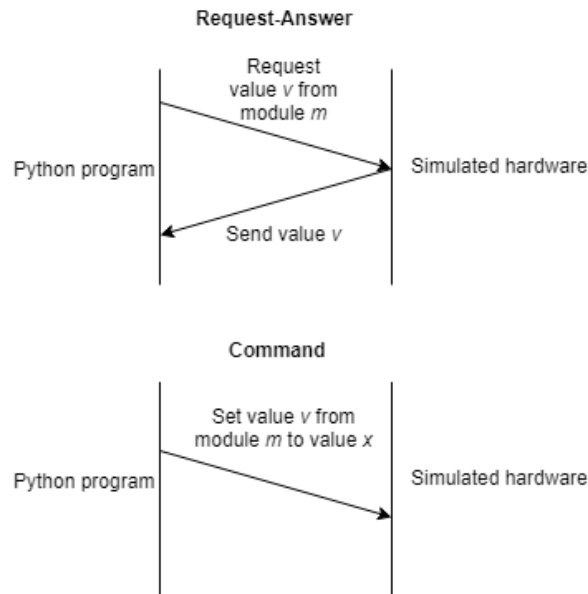 Request-Answer
Request
value v from
module m
Python program
Simulated hardware
Send value v
Command
Set value v from
module m to value x
Python program
Simulated hardware